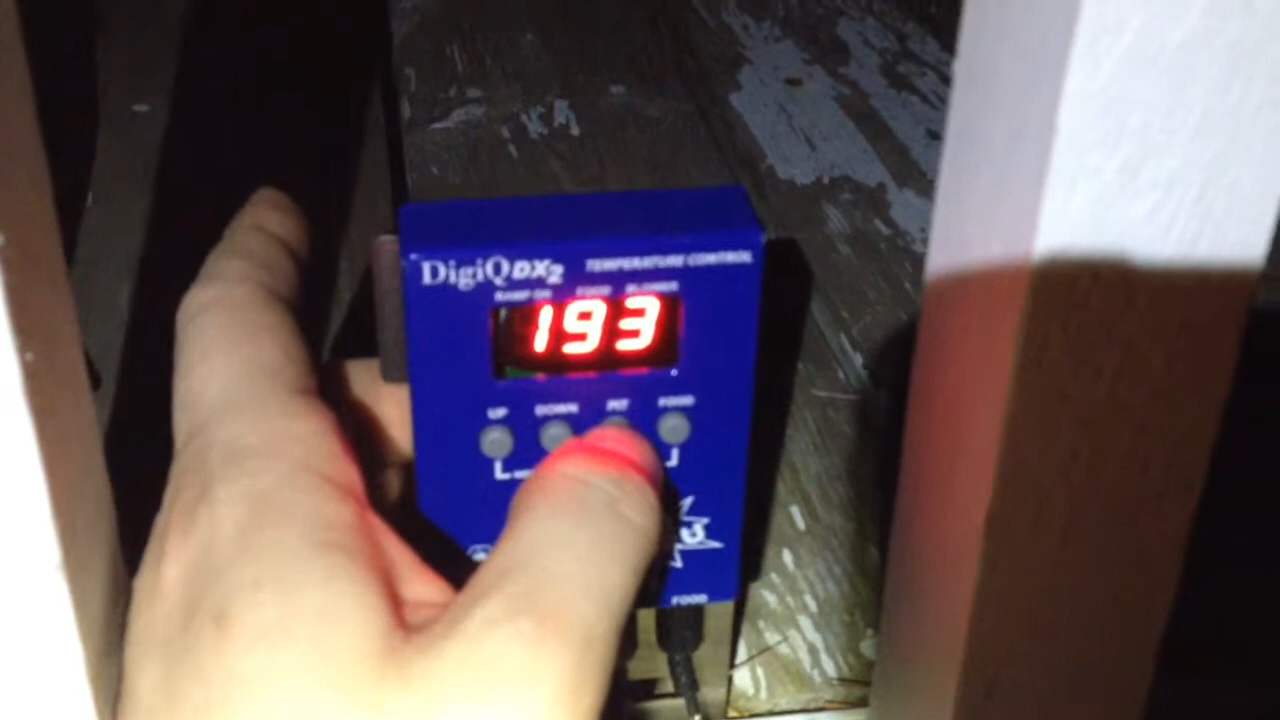 DigiQ DX2 TEMPERATURE CONTROL
RAMP ON FOOD BLOWER
193
UP DOWN PIT FOOD
FOOD